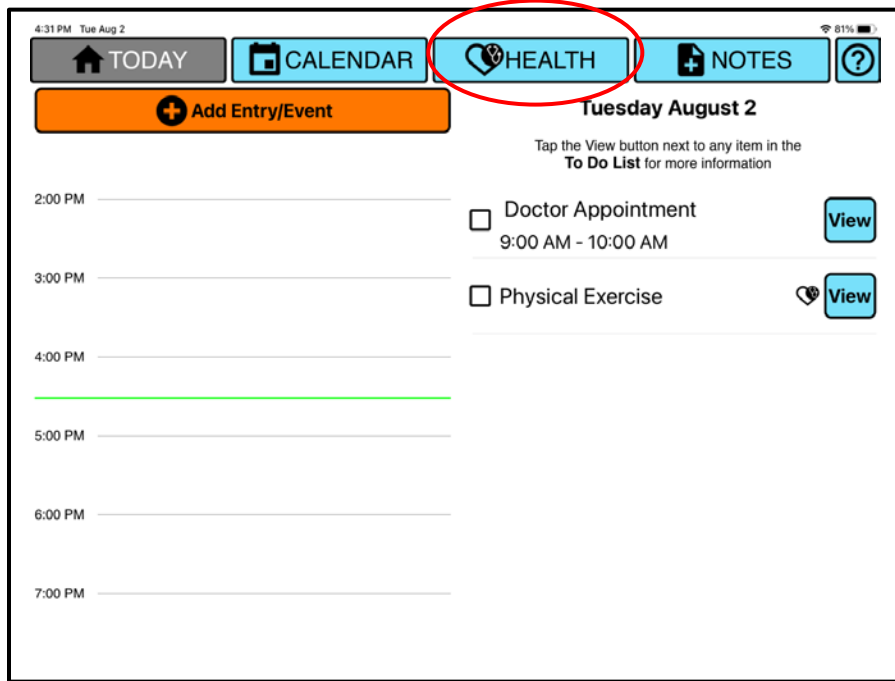 4:31 PM Tue Aug 2
81%
TODAY
CALENDAR
HEALTH
NOTES
?
Add Entry/Event
2:00 PM
3:00 PM
4:00 PM
5:00 PM
6:00 PM
7:00 PM
Tuesday August 2
Tap the View button next to any item in the
To Do List for more information
Doctor Appointment
9:00 AM - 10:00 AM
View
Physical Exercise
View